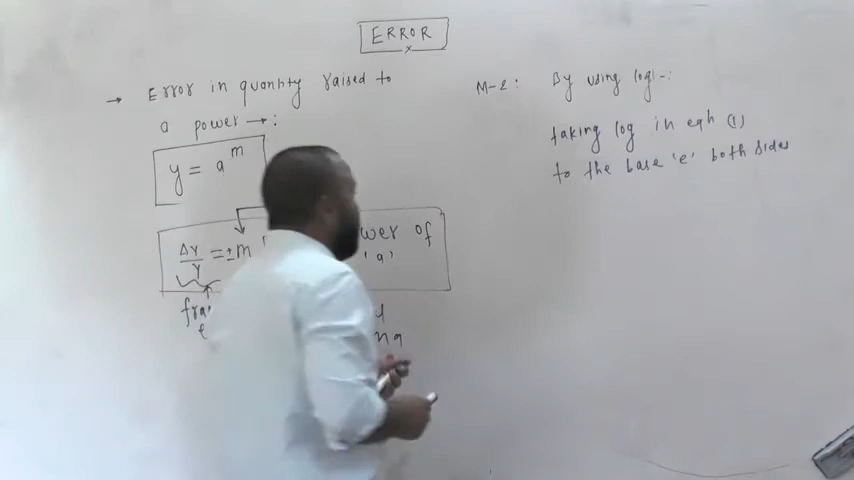 ERROR
→ Error in quantity raised to
a power →:
y = a^m
Δy/y = ± m
wer of
'a'
fra
na
M-2: By using log:-
taking log in eqn (1)
to the base 'e' both sides